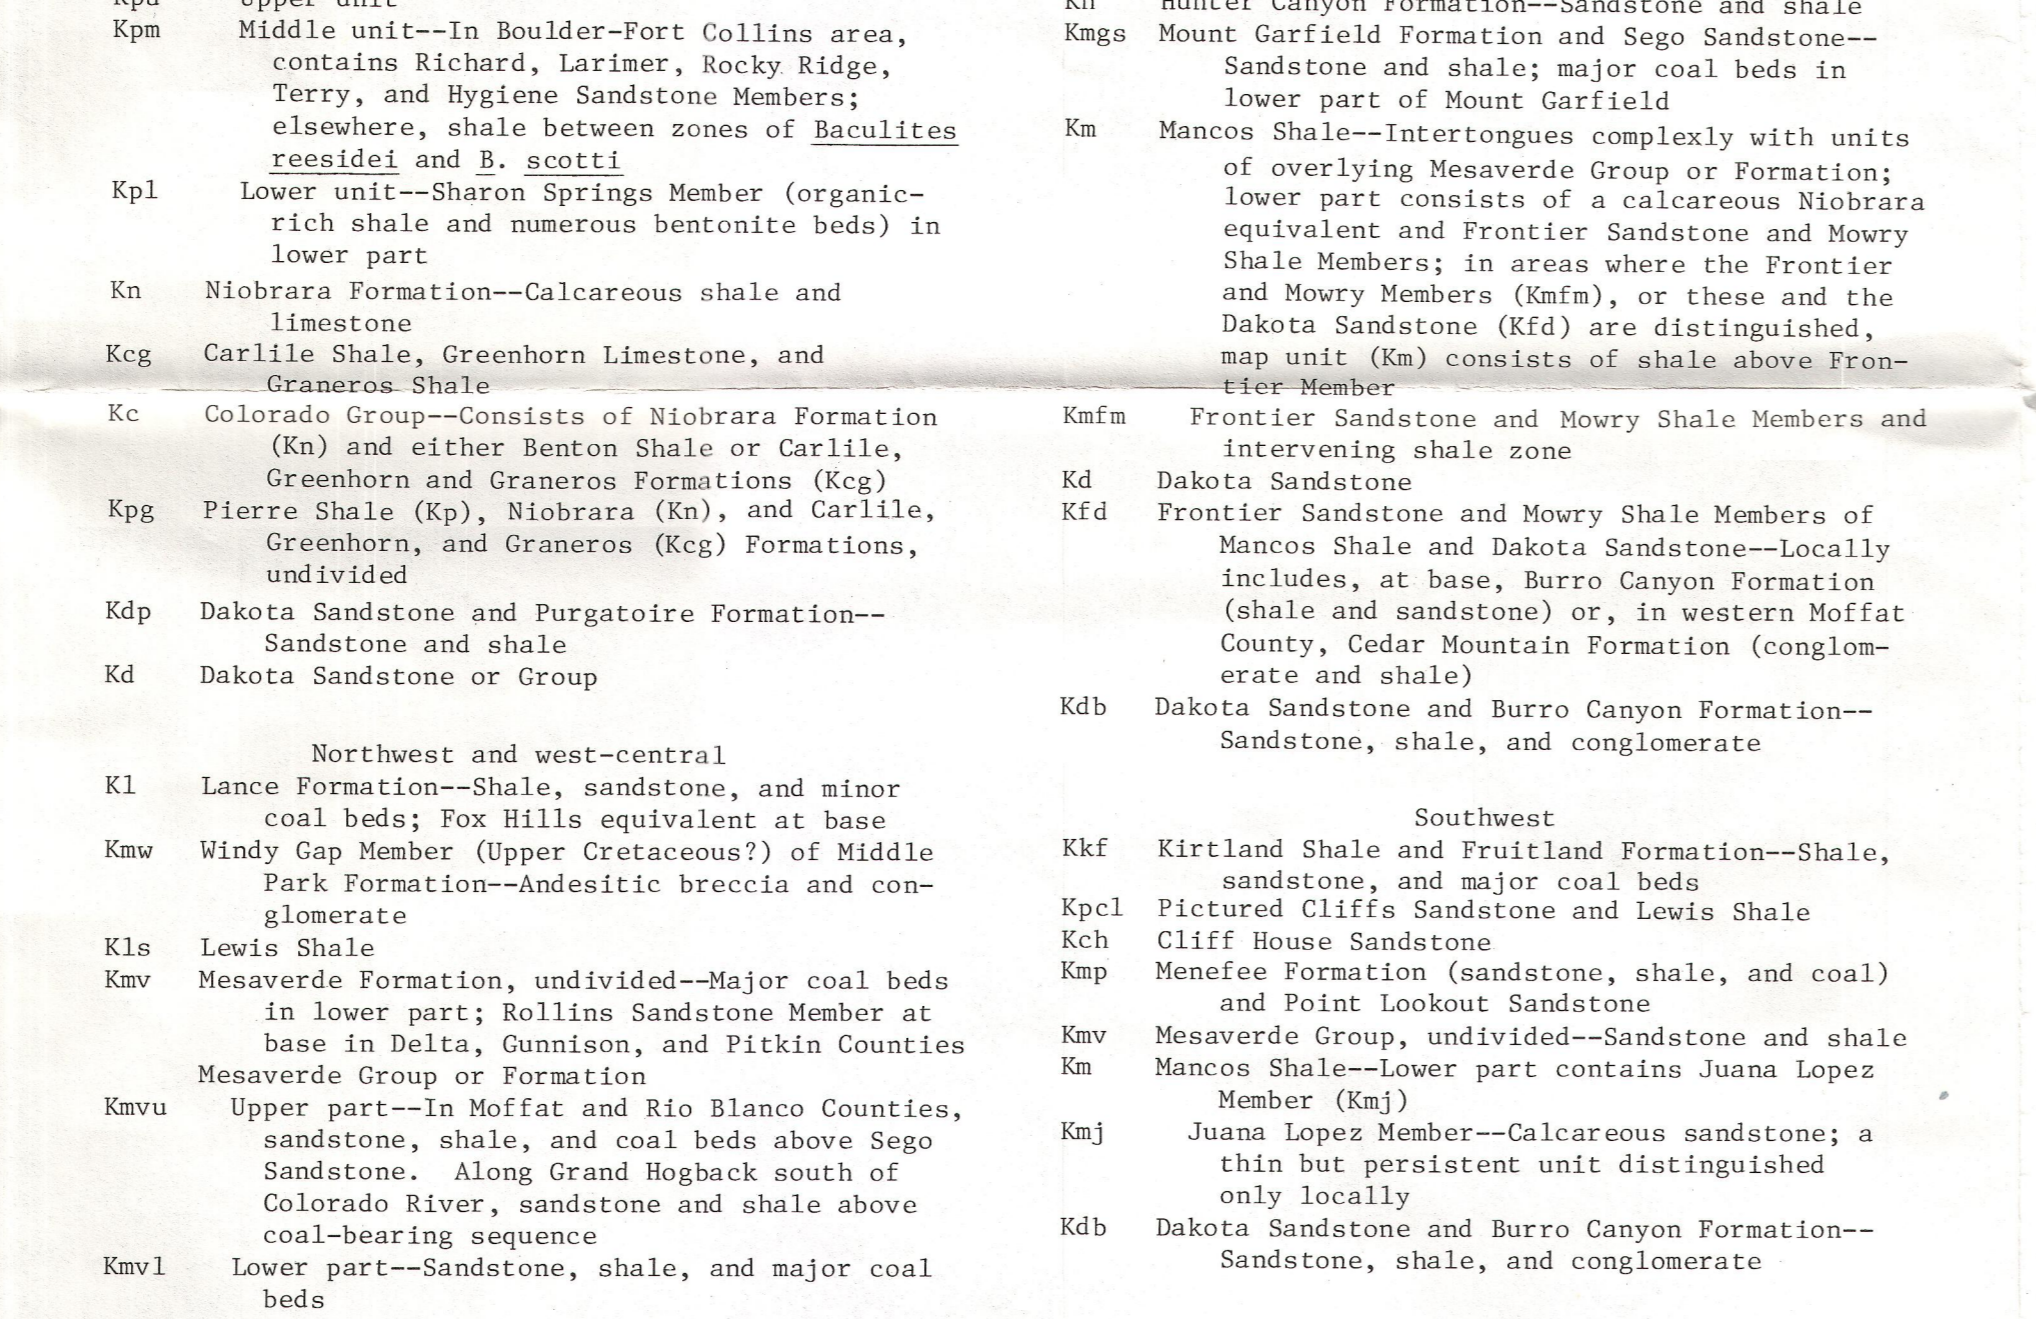 Kpu Upper unit
Kpm Middle unit--In Boulder-Fort Collins area,
contains Richard, Larimer, Rocky Ridge,
Terry, and Hygiene Sandstone Members;
elsewhere, shale between zones of Baculites
reesidei and B. scotti
Kpl Lower unit--Sharon Springs Member (organic-
rich shale and numerous bentonite beds) in
lower part
Kn Niobrara Formation--Calcareous shale and
limestone
Kcg Carlile Shale, Greenhorn Limestone, and
Graneros Shale
Kc Colorado Group--Consists of Niobrara Formation
(Kn) and either Benton Shale or Carlile,
Greenhorn and Graneros Formations (Kcg)
Kpg Pierre Shale (Kp), Niobrara (Kn), and Carlile,
Greenhorn, and Graneros (Kcg) Formations,
undivided
Kdp Dakota Sandstone and Purgatoire Formation--
Sandstone and shale
Kd Dakota Sandstone or Group
Northwest and west-central
Kl Lance Formation--Shale, sandstone, and minor
coal beds; Fox Hills equivalent at base
Kmw Windy Gap Member (Upper Cretaceous?) of Middle
Park Formation--Andesitic breccia and con-
glomerate
Kls Lewis Shale
Kmv Mesaverde Formation, undivided--Major coal beds
in lower part; Rollins Sandstone Member at
base in Delta, Gunnison, and Pitkin Counties
Mesaverde Group or Formation
Kmvu Upper part--In Moffat and Rio Blanco Counties,
sandstone, shale, and coal beds above Sego
Sandstone. Along Grand Hogback south of
Colorado River, sandstone and shale above
coal-bearing sequence
Kmvl Lower part--Sandstone, shale, and major coal
beds
Kh Hunter Canyon Formation--Sandstone and shale
Kmgs Mount Garfield Formation and Sego Sandstone--
Sandstone and shale; major coal beds in
lower part of Mount Garfield
Km Mancos Shale--Intertongues complexly with units
of overlying Mesaverde Group or Formation;
lower part consists of a calcareous Niobrara
equivalent and Frontier Sandstone and Mowry
Shale Members; in areas where the Frontier
and Mowry Members (Kmfm), or these and the
Dakota Sandstone (Kfd) are distinguished,
map unit (Km) consists of shale above Fron-
tier Member
Kmfm Frontier Sandstone and Mowry Shale Members and
intervening shale zone
Kd Dakota Sandstone
Kfd Frontier Sandstone and Mowry Shale Members of
Mancos Shale and Dakota Sandstone--Locally
includes, at base, Burro Canyon Formation
(shale and sandstone) or, in western Moffat
County, Cedar Mountain Formation (conglom-
erate and shale)
Kdb Dakota Sandstone and Burro Canyon Formation--
Sandstone, shale, and conglomerate
Southwest
Kkf Kirtland Shale and Fruitland Formation--Shale,
sandstone, and major coal beds
Kpcl Pictured Cliffs Sandstone and Lewis Shale
Kch Cliff House Sandstone
Kmp Menefee Formation (sandstone, shale, and coal)
and Point Lookout Sandstone
Kmv Mesaverde Group, undivided--Sandstone and shale
Km Mancos Shale--Lower part contains Juana Lopez
Member (Kmj)
Kmj Juana Lopez Member--Calcareous sandstone; a
thin but persistent unit distinguished
only locally
Kdb Dakota Sandstone and Burro Canyon Formation--
Sandstone, shale, and conglomerate